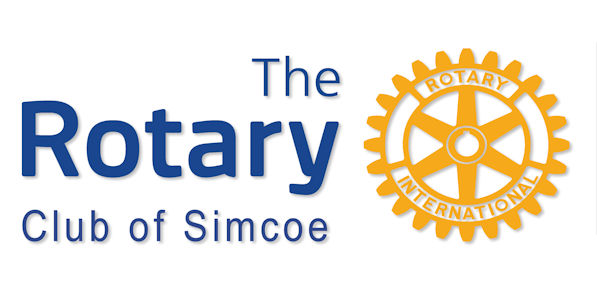 The
Rotary
Club of Simcoe
ROTARY
INTERNATIONAL